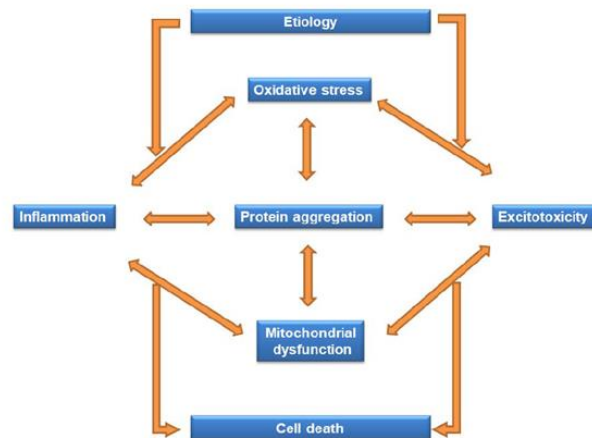 Etiology
Oxidative stress
Inflammation
Protein aggregation
Excitotoxicity
Mitochondrial
dysfunction
Cell death